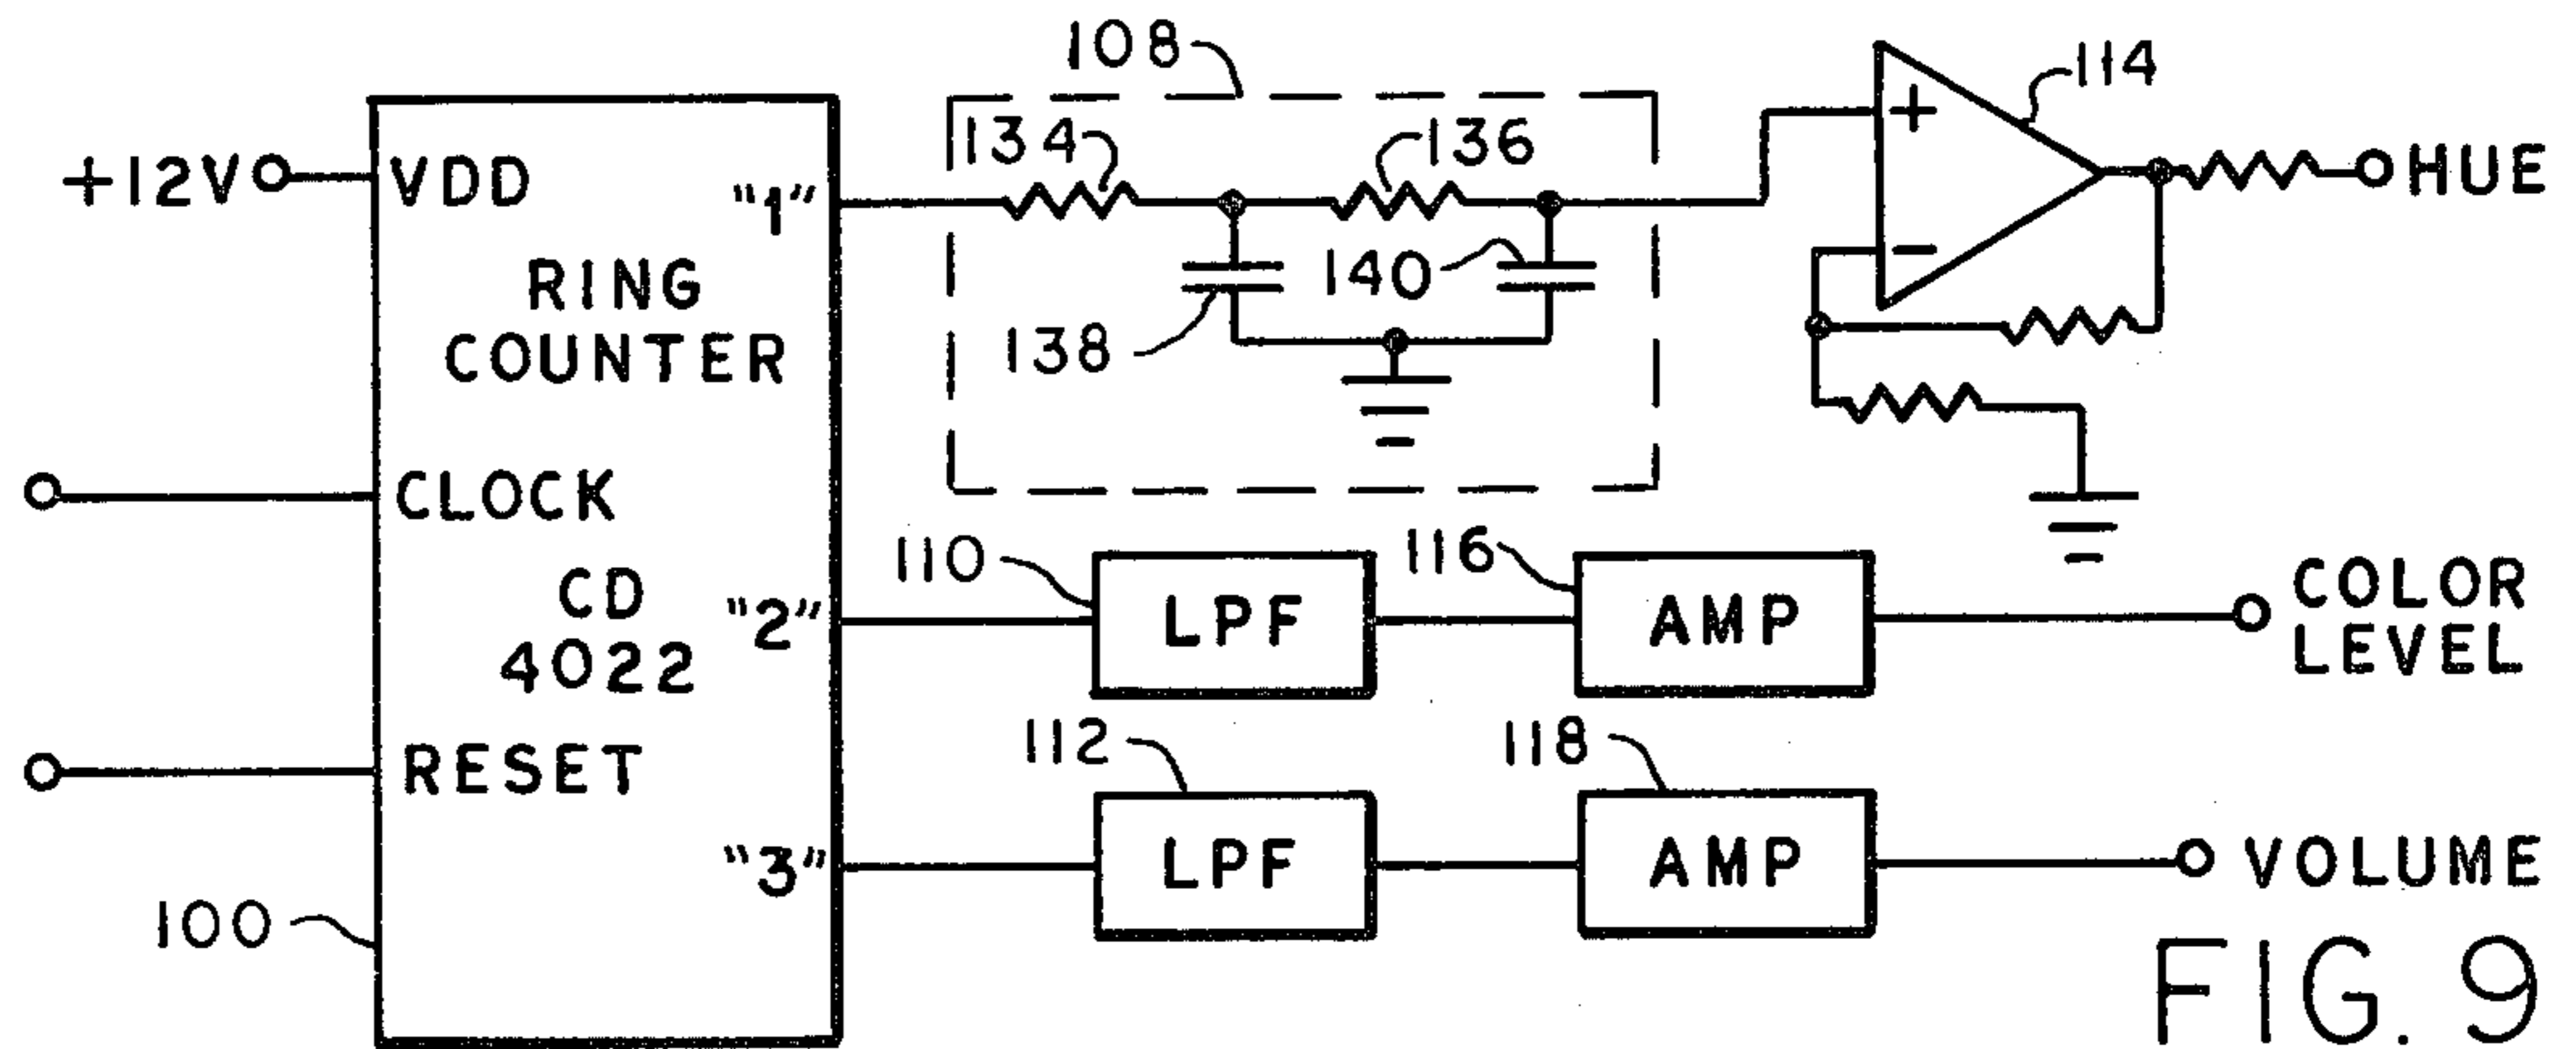 108
134
136
114
+12V
VDD
"1"
+
-
HUE
RING
COUNTER
138
140
CLOCK
CD
4022
"2"
110
LPF
116
AMP
COLOR
LEVEL
RESET
"3"
112
LPF
118
AMP
VOLUME
100
FIG. 9